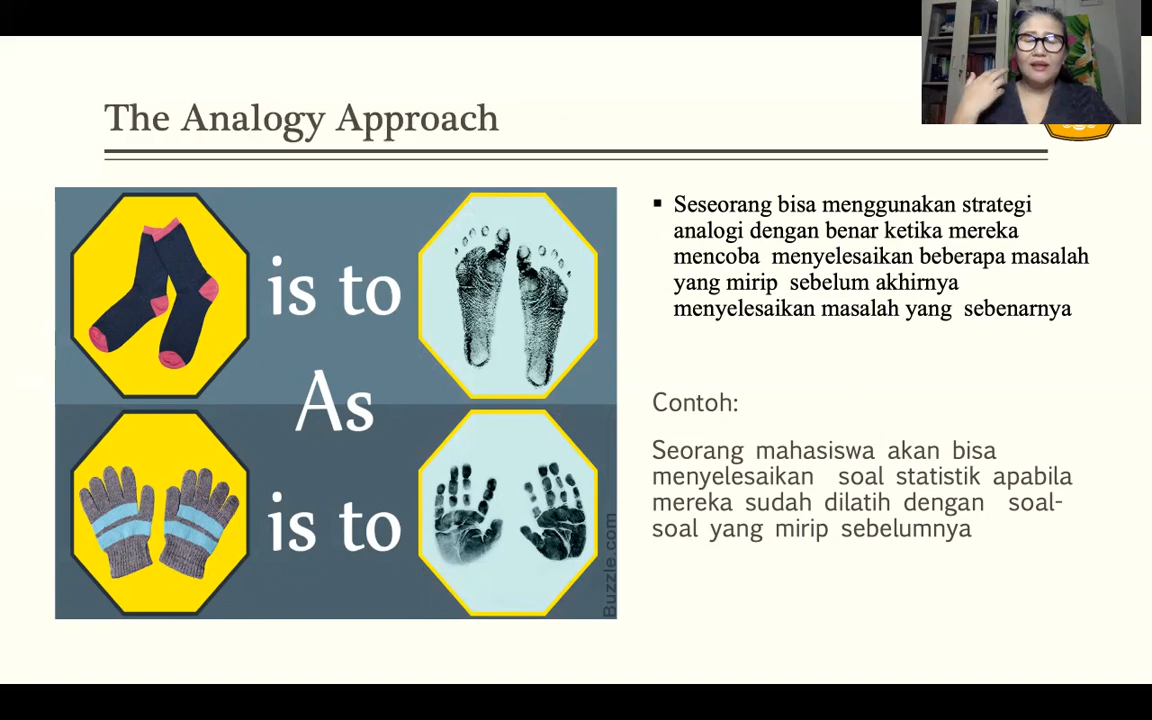 The Analogy Approach
is to
As
is to
Buzzle.com
▪ Seseorang bisa menggunakan strategi
analogi dengan benar ketika mereka
mencoba menyelesaikan beberapa masalah
yang mirip sebelum akhirnya
menyelesaikan masalah yang sebenarnya
Contoh:
Seorang mahasiswa akan bisa
menyelesaikan soal statistik apabila
mereka sudah dilatih dengan soal-
soal yang mirip sebelumnya